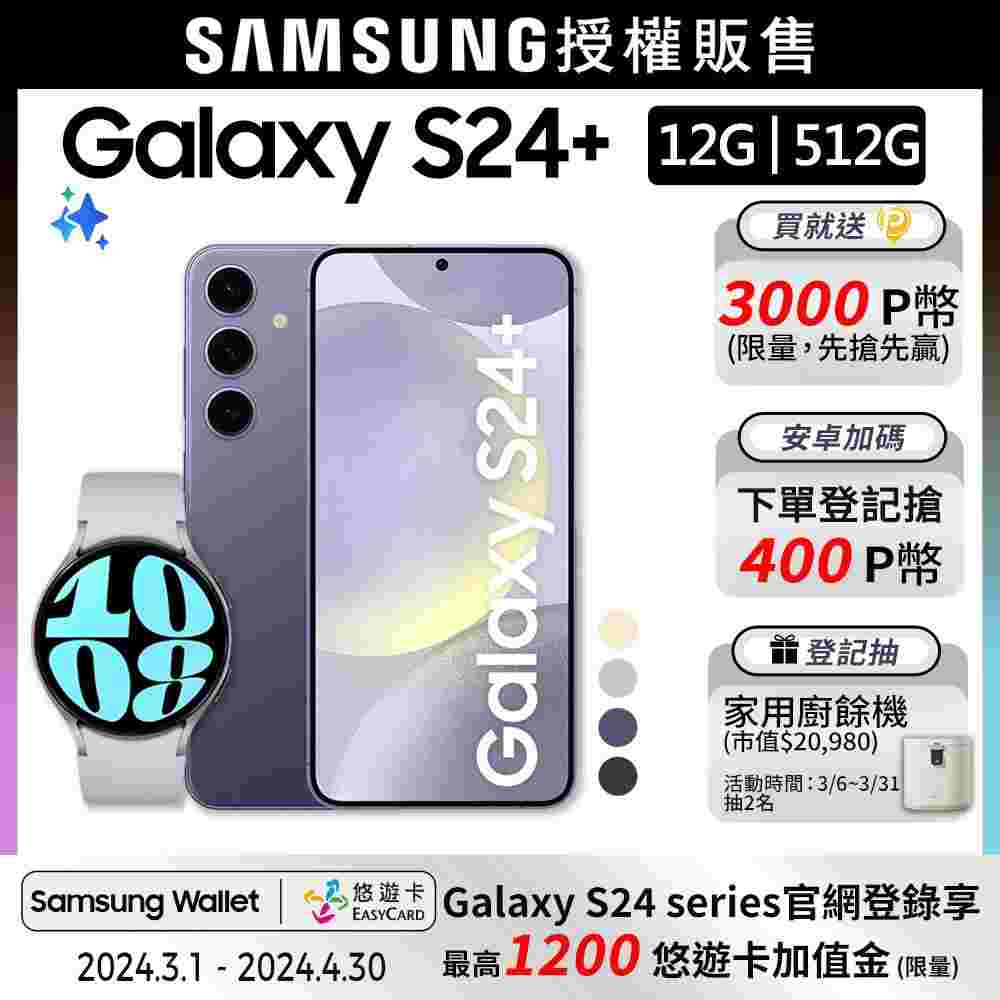 SAMSUNG授權販售
Galaxy S24+ 12G | 512G
買就送 P
3000 P幣
(限量，先搶先贏)
Galaxy S24+
安卓加碼
下單登記搶
400 P幣
10
08
登記抽
家用廚餘機
(市值$20,980)
活動時間：3/6~3/31
抽2名
Samsung Wallet | 悠遊卡
EASYCARD
2024.3.1 - 2024.4.30
Galaxy S24 series官網登錄享
最高1200 悠遊卡加值金 (限量)